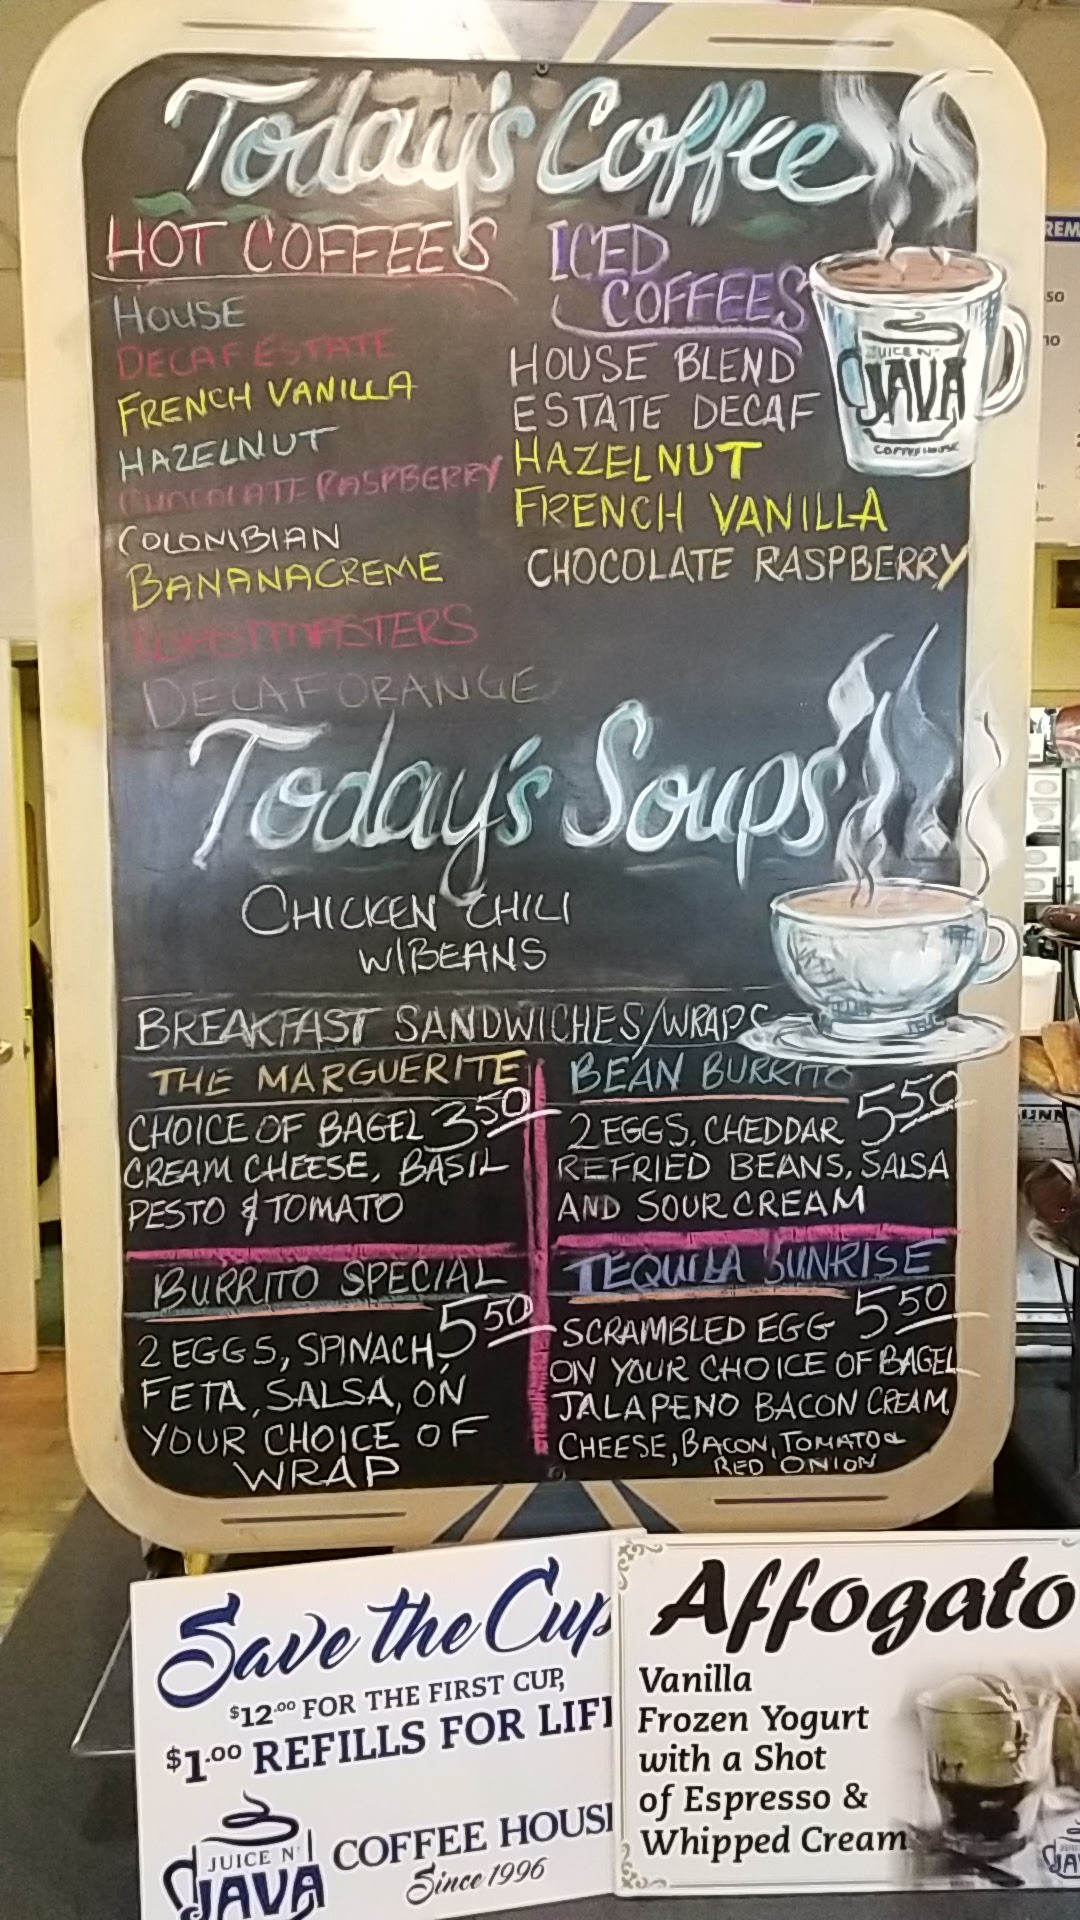 Today's Coffee
HOT COFFEES
HOUSE
DECAF ESTATE
FRENCH VANILLA
HAZELNUT
CHOCOLATE RASPBERRY
COLOMBIAN
BANANACREME
ROASTMASTERS
DECAF ORANGE
ICED
COFFEES
HOUSE BLEND
ESTATE DECAF
HAZELNUT
FRENCH VANILLA
CHOCOLATE RASPBERRY
JUICE N'
JAVA
COFFEE HOUSE
Today's Soups
CHICKEN CHILI
W/BEANS
BREAKFAST SANDWICHES/WRAPS
THE MARGUERITE
CHOICE OF BAGEL 350
CREAM CHEESE, BASIL
PESTO & TOMATO
BEAN BURRITO
2 EGGS, CHEDDAR 550
REFRIED BEANS, SALSA
AND SOUR CREAM
BURRITO SPECIAL
550
2 EGGS, SPINACH,
FETA, SALSA, ON
YOUR CHOICE OF
WRAP
TEQUILA SUNRISE
SCRAMBLED EGG 550
ON YOUR CHOICE OF BAGEL
JALAPENO BACON CREAM
CHEESE, BACON, TOMATO &
RED ONION
Save the Cup
$12.00 FOR THE FIRST CUP,
$1.00 REFILLS FOR LIF
JUICE N'
JAVA
COFFEE HOUS
Since 1996
Affogato
Vanilla
Frozen Yogurt
with a Shot
of Espresso &
Whipped Cream